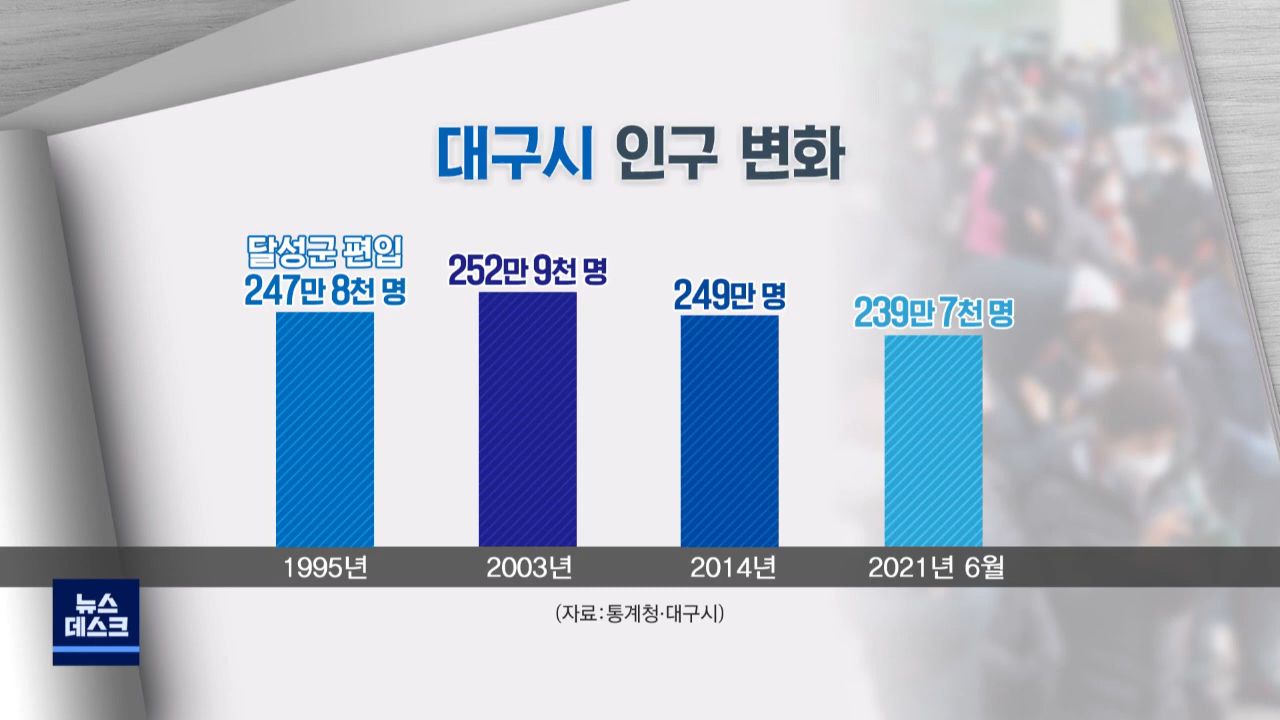 대구시 인구 변화
달성군 편입
247만 8천 명
252만 9천 명
249만 명
239만 7천 명
1995년
2003년
2014년
2021년 6월
(자료:통계청·대구시)
뉴스
데스크